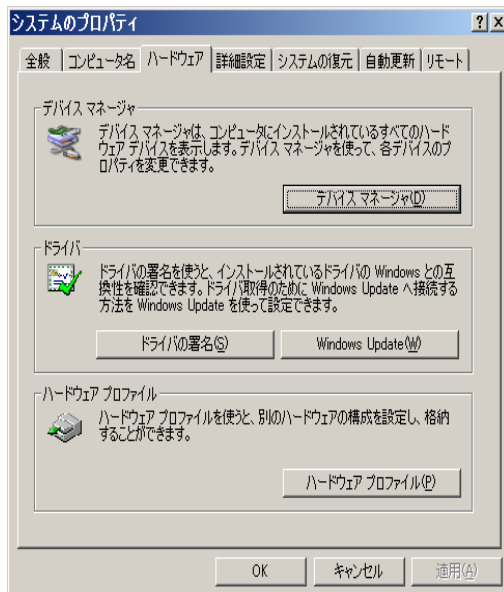 システムのプロパティ
全般 コンピュータ名 ハードウェア 詳細設定 システムの復元 自動更新 リモート
デバイス マネージャ
デバイス マネージャは、コンピュータにインストールされているすべてのハード
ウェア デバイスを表示します。デバイス マネージャを使って、各デバイスのプ
ロパティを変更できます。
デバイス マネージャ(D)
ドライバ
ドライバの署名を使うと、インストールされているドライバの Windows との互
換性を確認できます。ドライバ取得のために Windows Update へ接続する
方法を Windows Update を使って設定できます。
ドライバの署名(S) Windows Update(W)
ハードウェア プロファイル
ハードウェア プロファイルを使うと、別のハードウェアの構成を設定し、格納
することができます。
ハードウェア プロファイル(P)
OK キャンセル 適用(A)